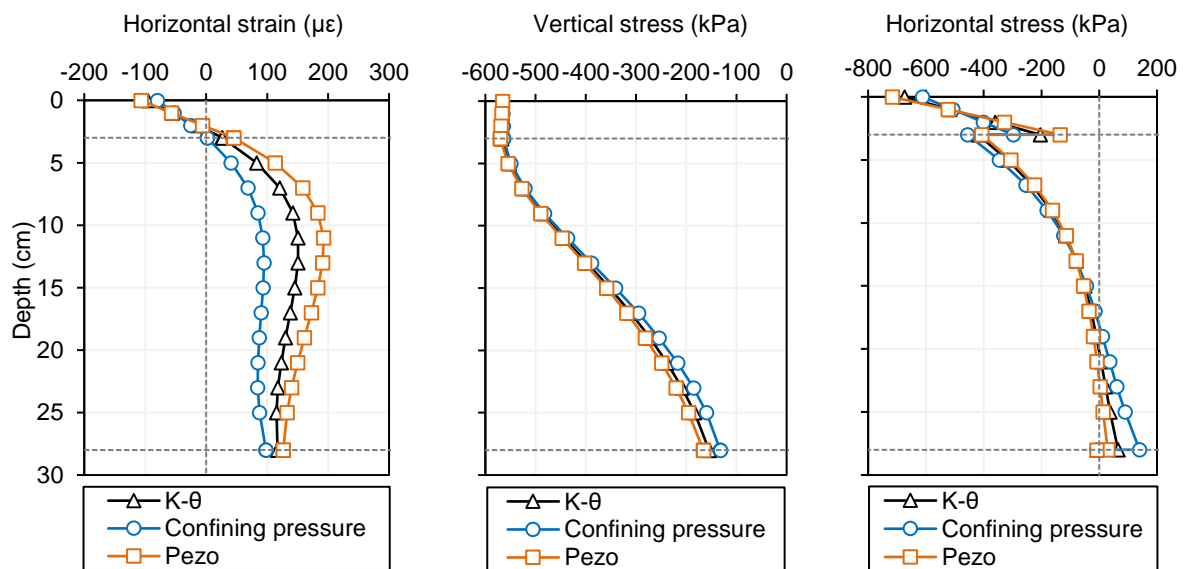 Horizontal strain (µε)
-200 -100 0 100 200 300
0
5
10
15
20
25
30
Depth (cm)
K-θ
Confining pressure
Pezo
Vertical stress (kPa)
-600 -500 -400 -300 -200 -100 0
K-θ
Confining pressure
Pezo
Horizontal stress (kPa)
-800 -600 -400 -200 0 200
K-θ
Confining pressure
Pezo